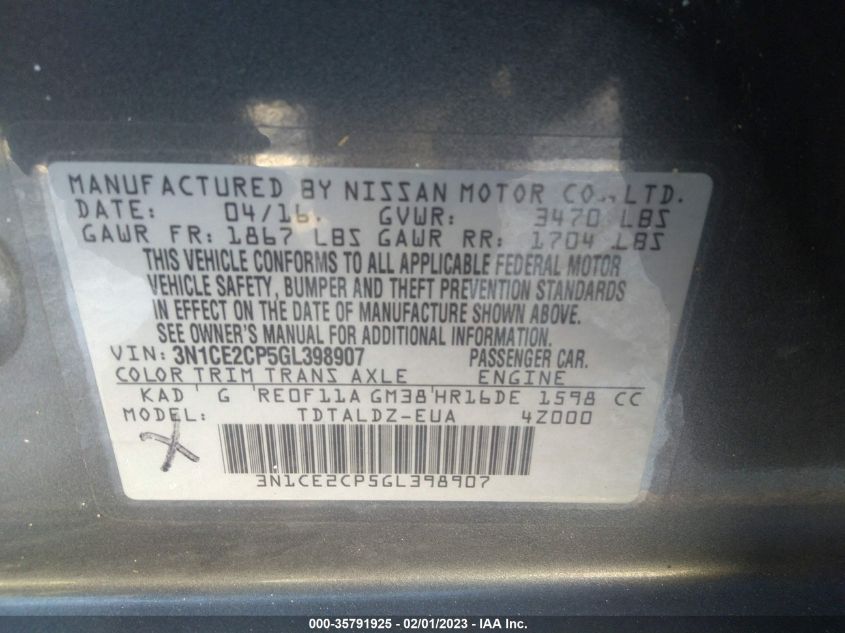 MANUFACTURED BY NISSAN MOTOR CO., LTD.
DATE: 04/16. GVWR: 3470 LBS
GAWR FR: 1867 LBS GAWR RR: 1704 LBS
THIS VEHICLE CONFORMS TO ALL APPLICABLE FEDERAL MOTOR
VEHICLE SAFETY, BUMPER AND THEFT PREVENTION STANDARDS
IN EFFECT ON THE DATE OF MANUFACTURE SHOWN ABOVE.
SEE OWNER'S MANUAL FOR ADDITIONAL INFORMATION.
VIN: 3N1CE2CP5GL398907 PASSENGER CAR.
COLOR TRIM TRANS AXLE ENGINE
KAD G RE0F11A GM38 HR16DE 1598 CC
MODEL: TDTALDZ-EUA 4Z000
X
3N1CE2CP5GL398907
000-35791925 - 02/01/2023 - IAA Inc.